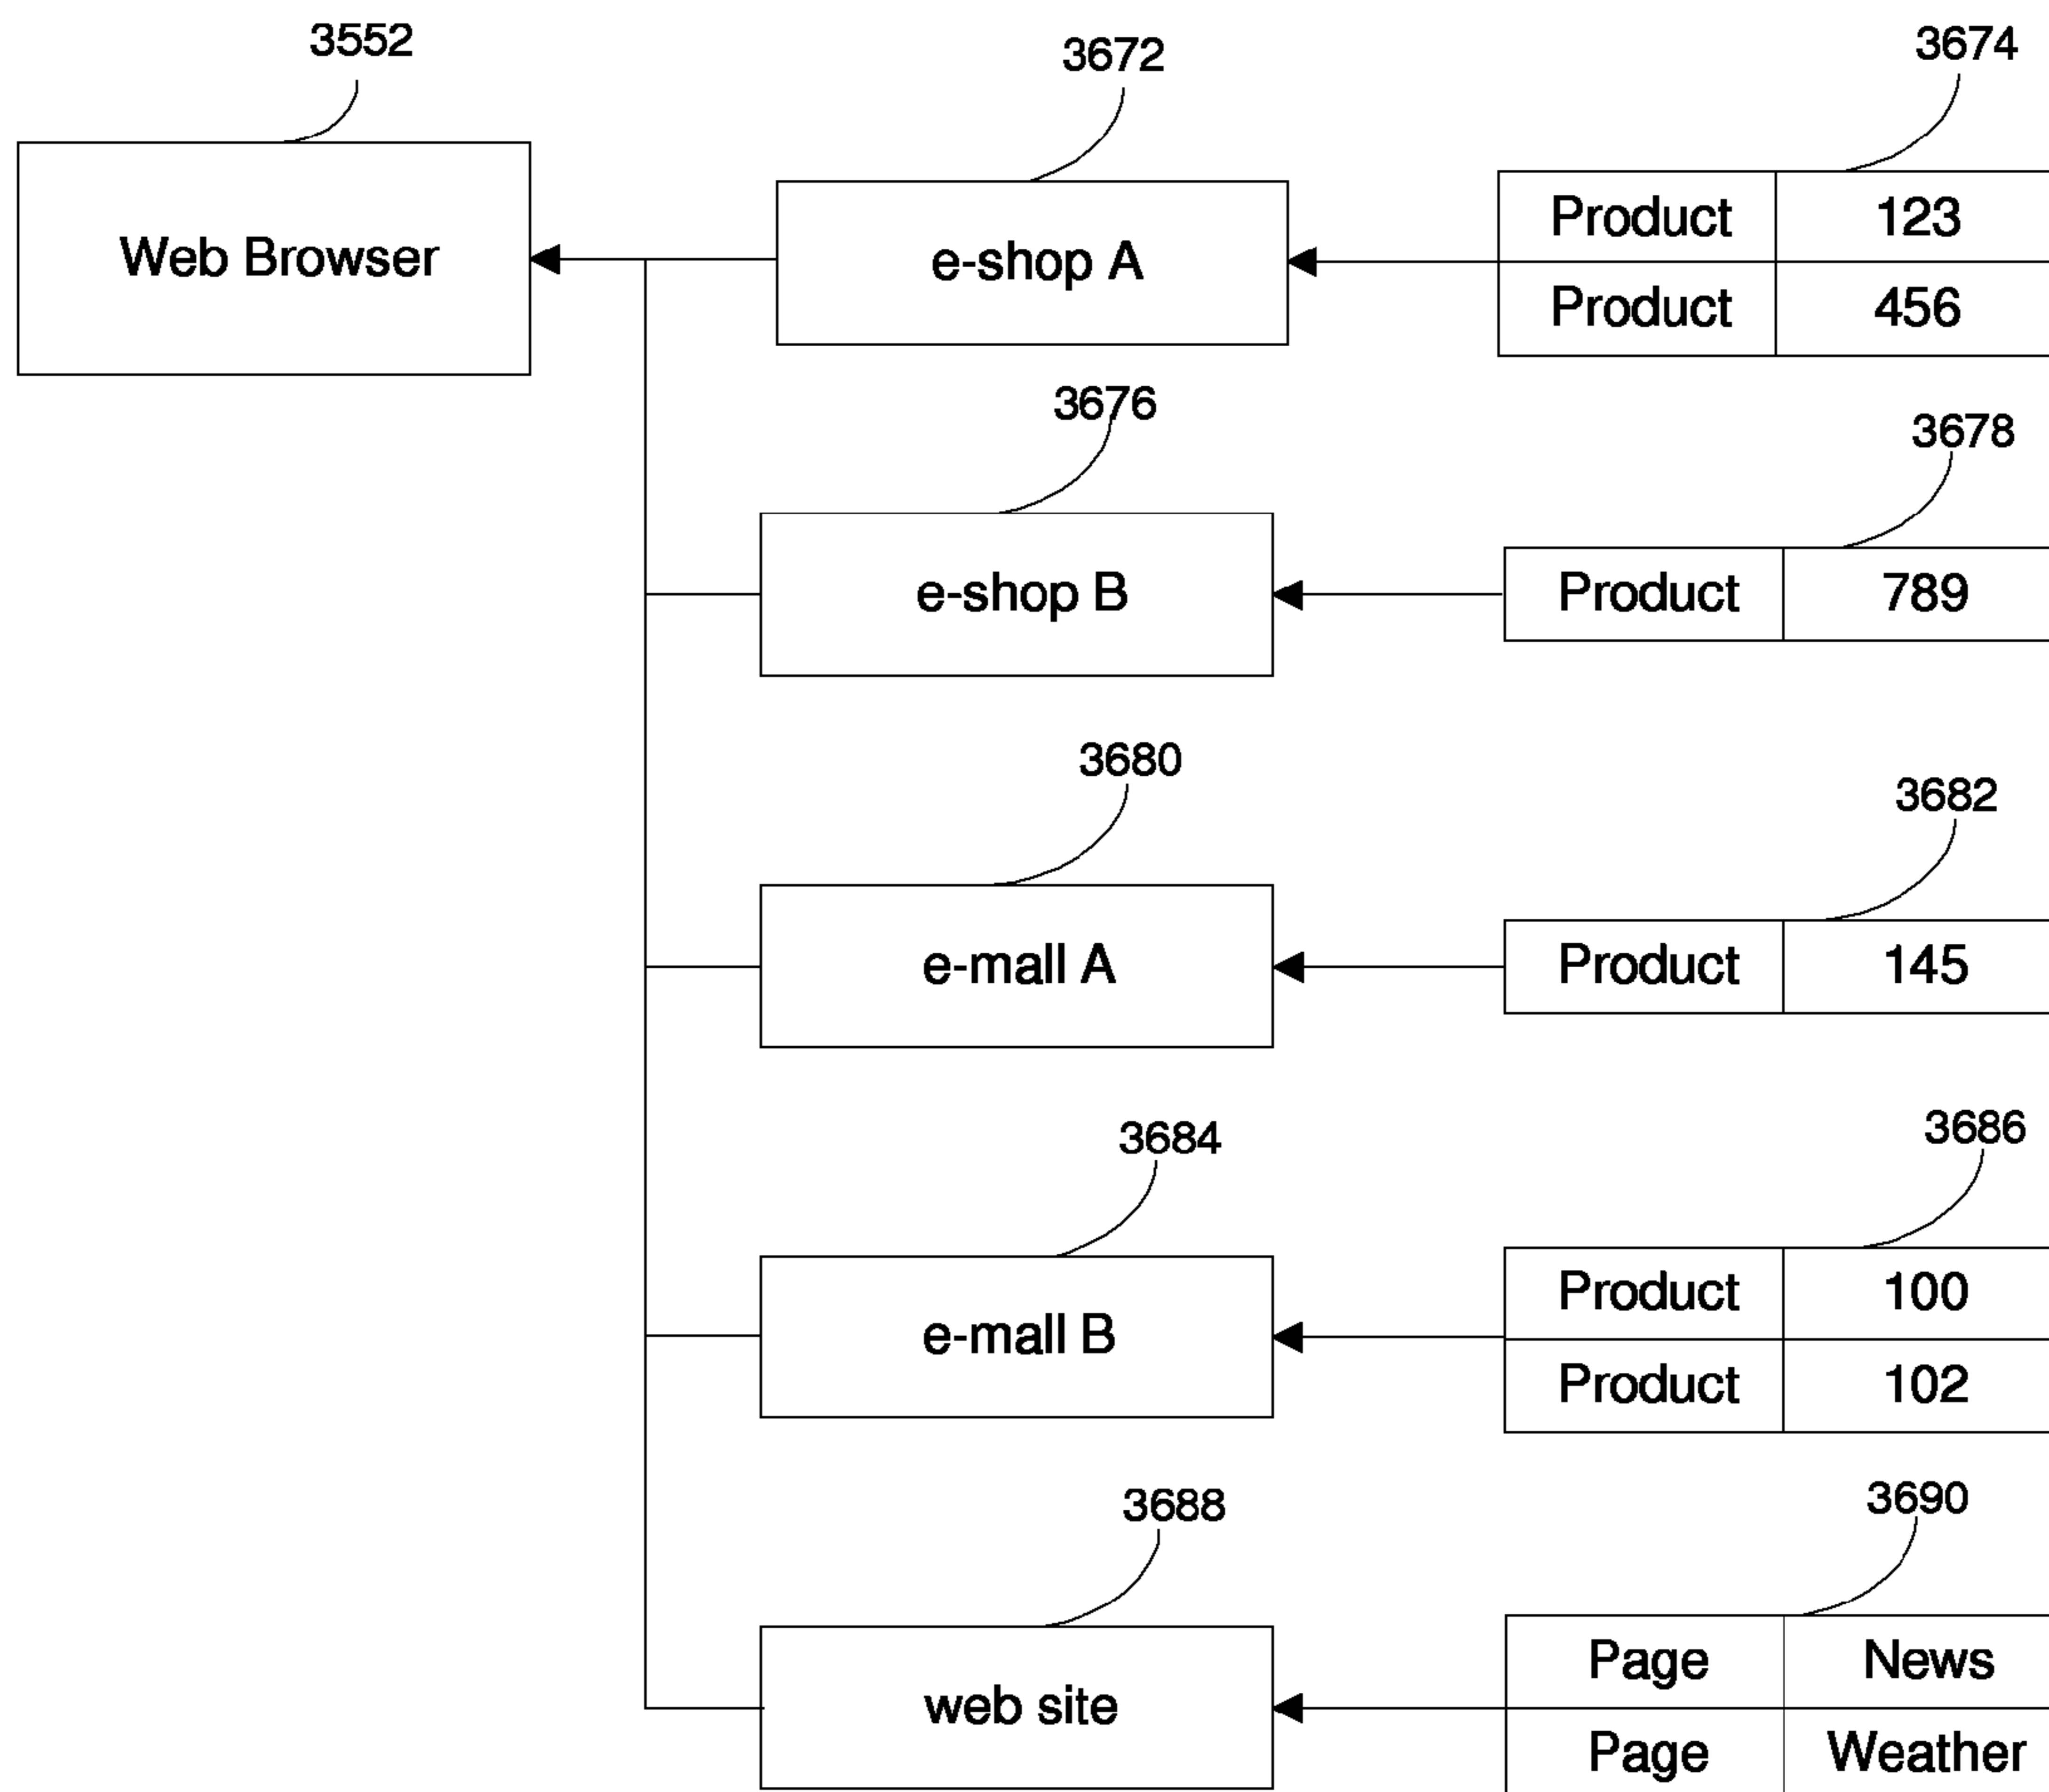 3552
3672
3674
Web Browser
e-shop A
Product 123
Product 456
3676
3678
e-shop B
Product 789
3680
3682
e-mall A
Product 145
3684
3686
e-mall B
Product 100
Product 102
3688
3690
web site
Page News
Page Weather